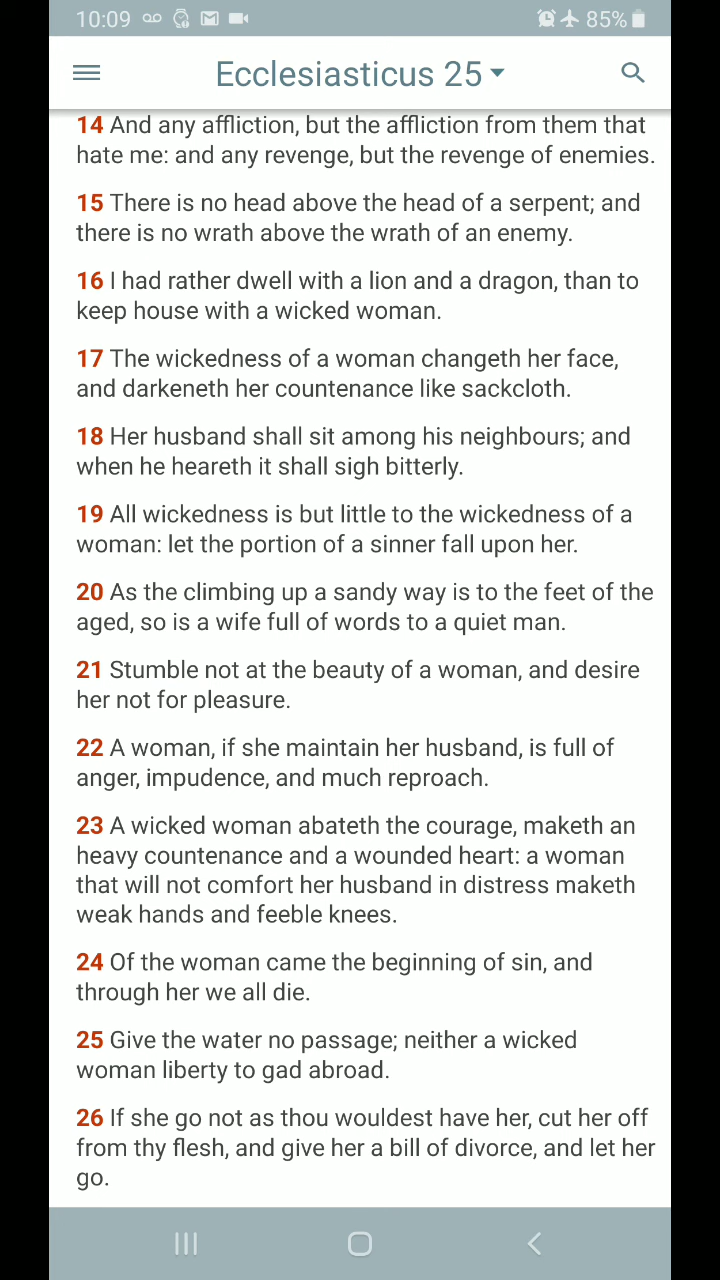 10:09
85%
Ecclesiasticus 25
14 And any affliction, but the affliction from them that
hate me: and any revenge, but the revenge of enemies.
15 There is no head above the head of a serpent; and
there is no wrath above the wrath of an enemy.
16 I had rather dwell with a lion and a dragon, than to
keep house with a wicked woman.
17 The wickedness of a woman changeth her face,
and darkeneth her countenance like sackcloth.
18 Her husband shall sit among his neighbours; and
when he heareth it shall sigh bitterly.
19 All wickedness is but little to the wickedness of a
woman: let the portion of a sinner fall upon her.
20 As the climbing up a sandy way is to the feet of the
aged, so is a wife full of words to a quiet man.
21 Stumble not at the beauty of a woman, and desire
her not for pleasure.
22 A woman, if she maintain her husband, is full of
anger, impudence, and much reproach.
23 A wicked woman abateth the courage, maketh an
heavy countenance and a wounded heart: a woman
that will not comfort her husband in distress maketh
weak hands and feeble knees.
24 Of the woman came the beginning of sin, and
through her we all die.
25 Give the water no passage; neither a wicked
woman liberty to gad abroad.
26 If she go not as thou wouldest have her, cut her off
from thy flesh, and give her a bill of divorce, and let her
go.